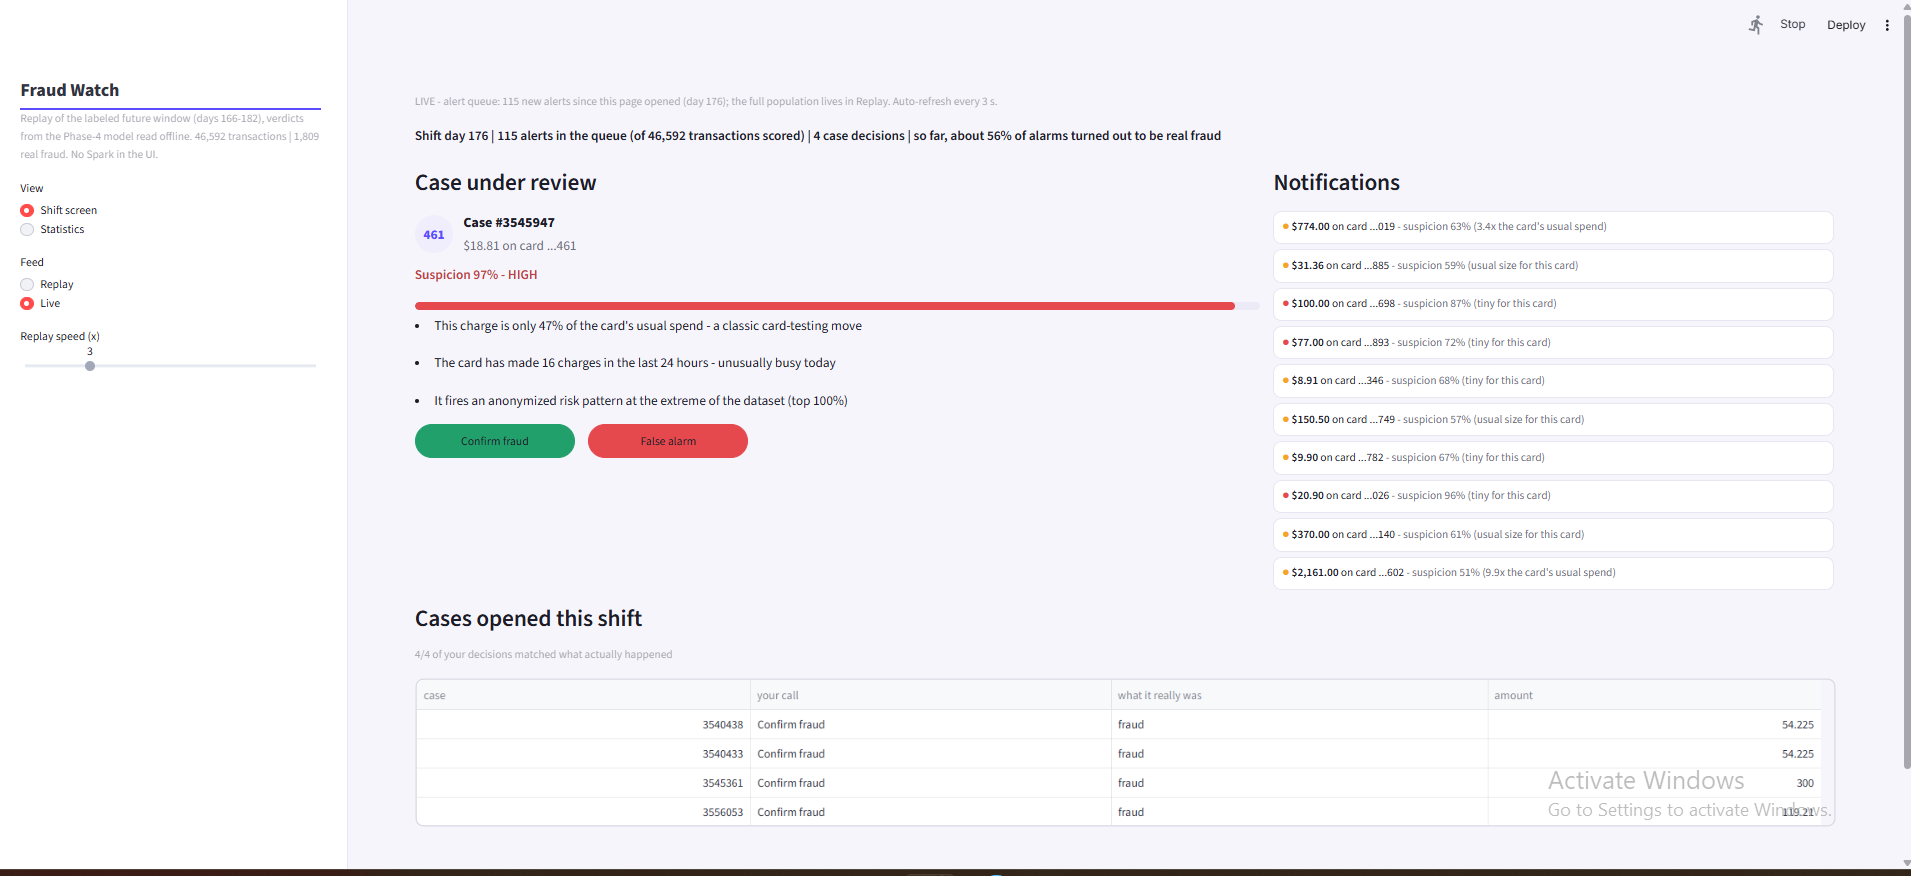 Stop
Deploy
Fraud Watch
Replay of the labeled future window (days 166-182), verdicts
from the Phase-4 model read offline. 46,592 transactions | 1,809
real fraud. No Spark in the UI.
View
Shift screen
Statistics
Feed
Replay
Live
Replay speed (x)
3
LIVE - alert queue: 115 new alerts since this page opened (day 176); the full population lives in Replay. Auto-refresh every 3 s.
Shift day 176 | 115 alerts in the queue (of 46,592 transactions scored) | 4 case decisions | so far, about 56% of alarms turned out to be real fraud
Case under review
461
Case #3545947
$18.81 on card ...461
Suspicion 97% - HIGH
This charge is only 47% of the card's usual spend - a classic card-testing move
The card has made 16 charges in the last 24 hours - unusually busy today
It fires an anonymized risk pattern at the extreme of the dataset (top 100%)
Confirm fraud
False alarm
Notifications
$774.00 on card ...019 - suspicion 63% (3.4x the card's usual spend)
$31.36 on card ...885 - suspicion 59% (usual size for this card)
$100.00 on card ...698 - suspicion 87% (tiny for this card)
$77.00 on card ...893 - suspicion 72% (tiny for this card)
$8.91 on card ...346 - suspicion 68% (tiny for this card)
$150.50 on card ...749 - suspicion 57% (usual size for this card)
$9.90 on card ...782 - suspicion 67% (tiny for this card)
$20.90 on card ...026 - suspicion 96% (tiny for this card)
$370.00 on card ...140 - suspicion 61% (usual size for this card)
$2,161.00 on card ...602 - suspicion 51% (9.9x the card's usual spend)
Cases opened this shift
4/4 of your decisions matched what actually happened
case your call what it really was amount
3540438 Confirm fraud fraud 54.225
3540433 Confirm fraud fraud 54.225
3545361 Confirm fraud fraud 300
3556053 Confirm fraud fraud 119.21
Activate Windows
Go to Settings to activate Windows.